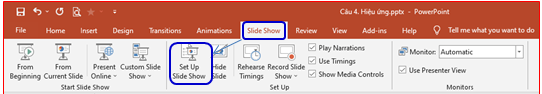 Câu 4. Hiệu ứng.pptx - PowerPoint
File Home Insert Design Transitions Animations Slide Show Review View Add-ins Help Tell me what you want to do
From Beginning
From Current Slide
Present Online
Custom Slide Show
Set Up Slide Show
Hide Slide
Rehearse Timings
Record Slide Show
Play Narrations
Use Timings
Show Media Controls
Monitor: Automatic
Use Presenter View
Start Slide Show
Set Up
Monitors